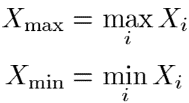 X_max = max_i X_i
X_min = min_i X_i